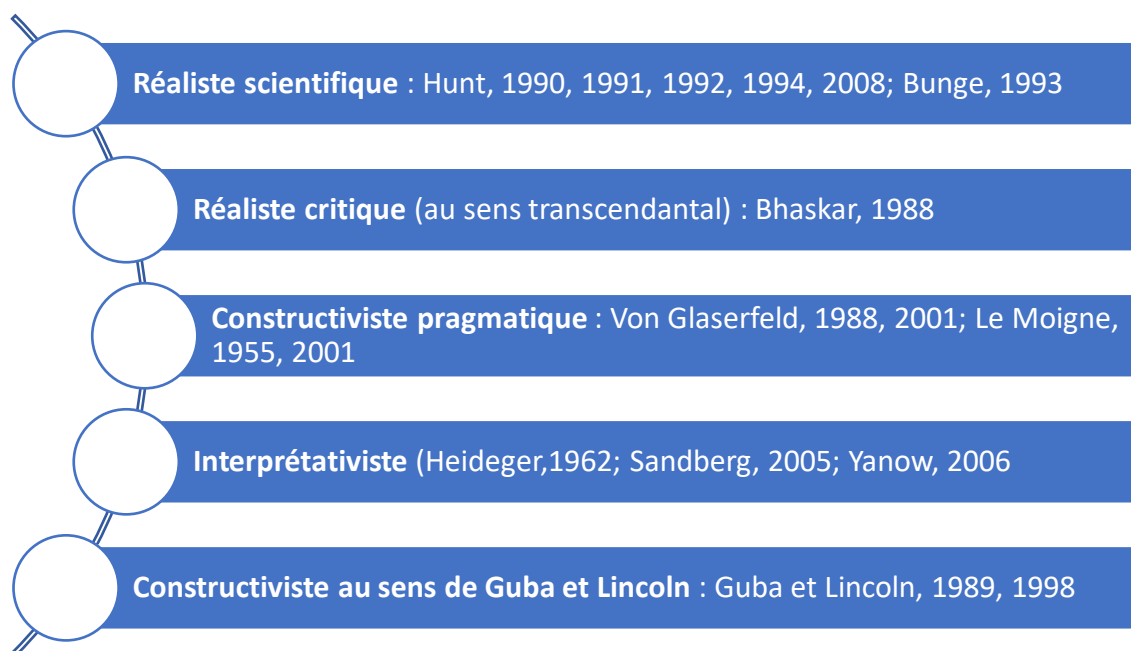 Réaliste scientifique : Hunt, 1990, 1991, 1992, 1994, 2008; Bunge, 1993
Réaliste critique (au sens transcendantal) : Bhaskar, 1988
Constructiviste pragmatique : Von Glaserfeld, 1988, 2001; Le Moigne,
1955, 2001
Interprétativiste (Heideger,1962; Sandberg, 2005; Yanow, 2006
Constructiviste au sens de Guba et Lincoln : Guba et Lincoln, 1989, 1998